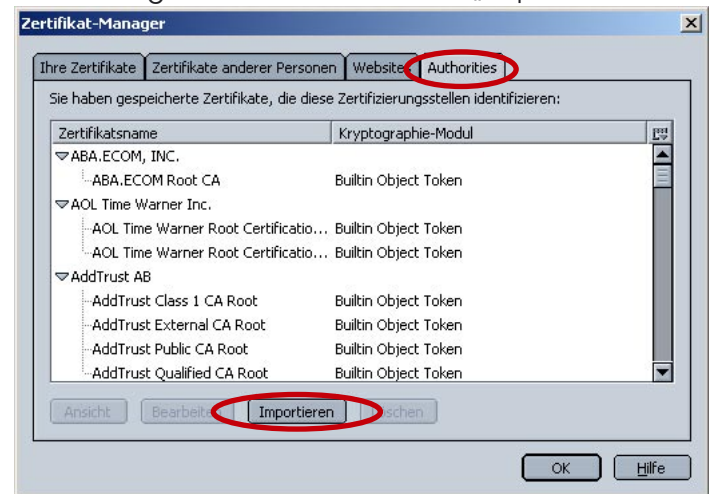 Zertifikat-Manager
Ihre Zertifikate Zertifikate anderer Personen Websites Authorities
Sie haben gespeicherte Zertifikate, die diese Zertifizierungsstellen identifizieren:
Zertifikatsname Kryptographie-Modul
ABA.ECOM, INC.
ABA.ECOM Root CA Builtin Object Token
AOL Time Warner Inc.
AOL Time Warner Root Certificatio... Builtin Object Token
AOL Time Warner Root Certificatio... Builtin Object Token
AddTrust AB
AddTrust Class 1 CA Root Builtin Object Token
AddTrust External CA Root Builtin Object Token
AddTrust Public CA Root Builtin Object Token
AddTrust Qualified CA Root Builtin Object Token
Ansicht Bearbeiten Importieren Löschen
OK Hilfe